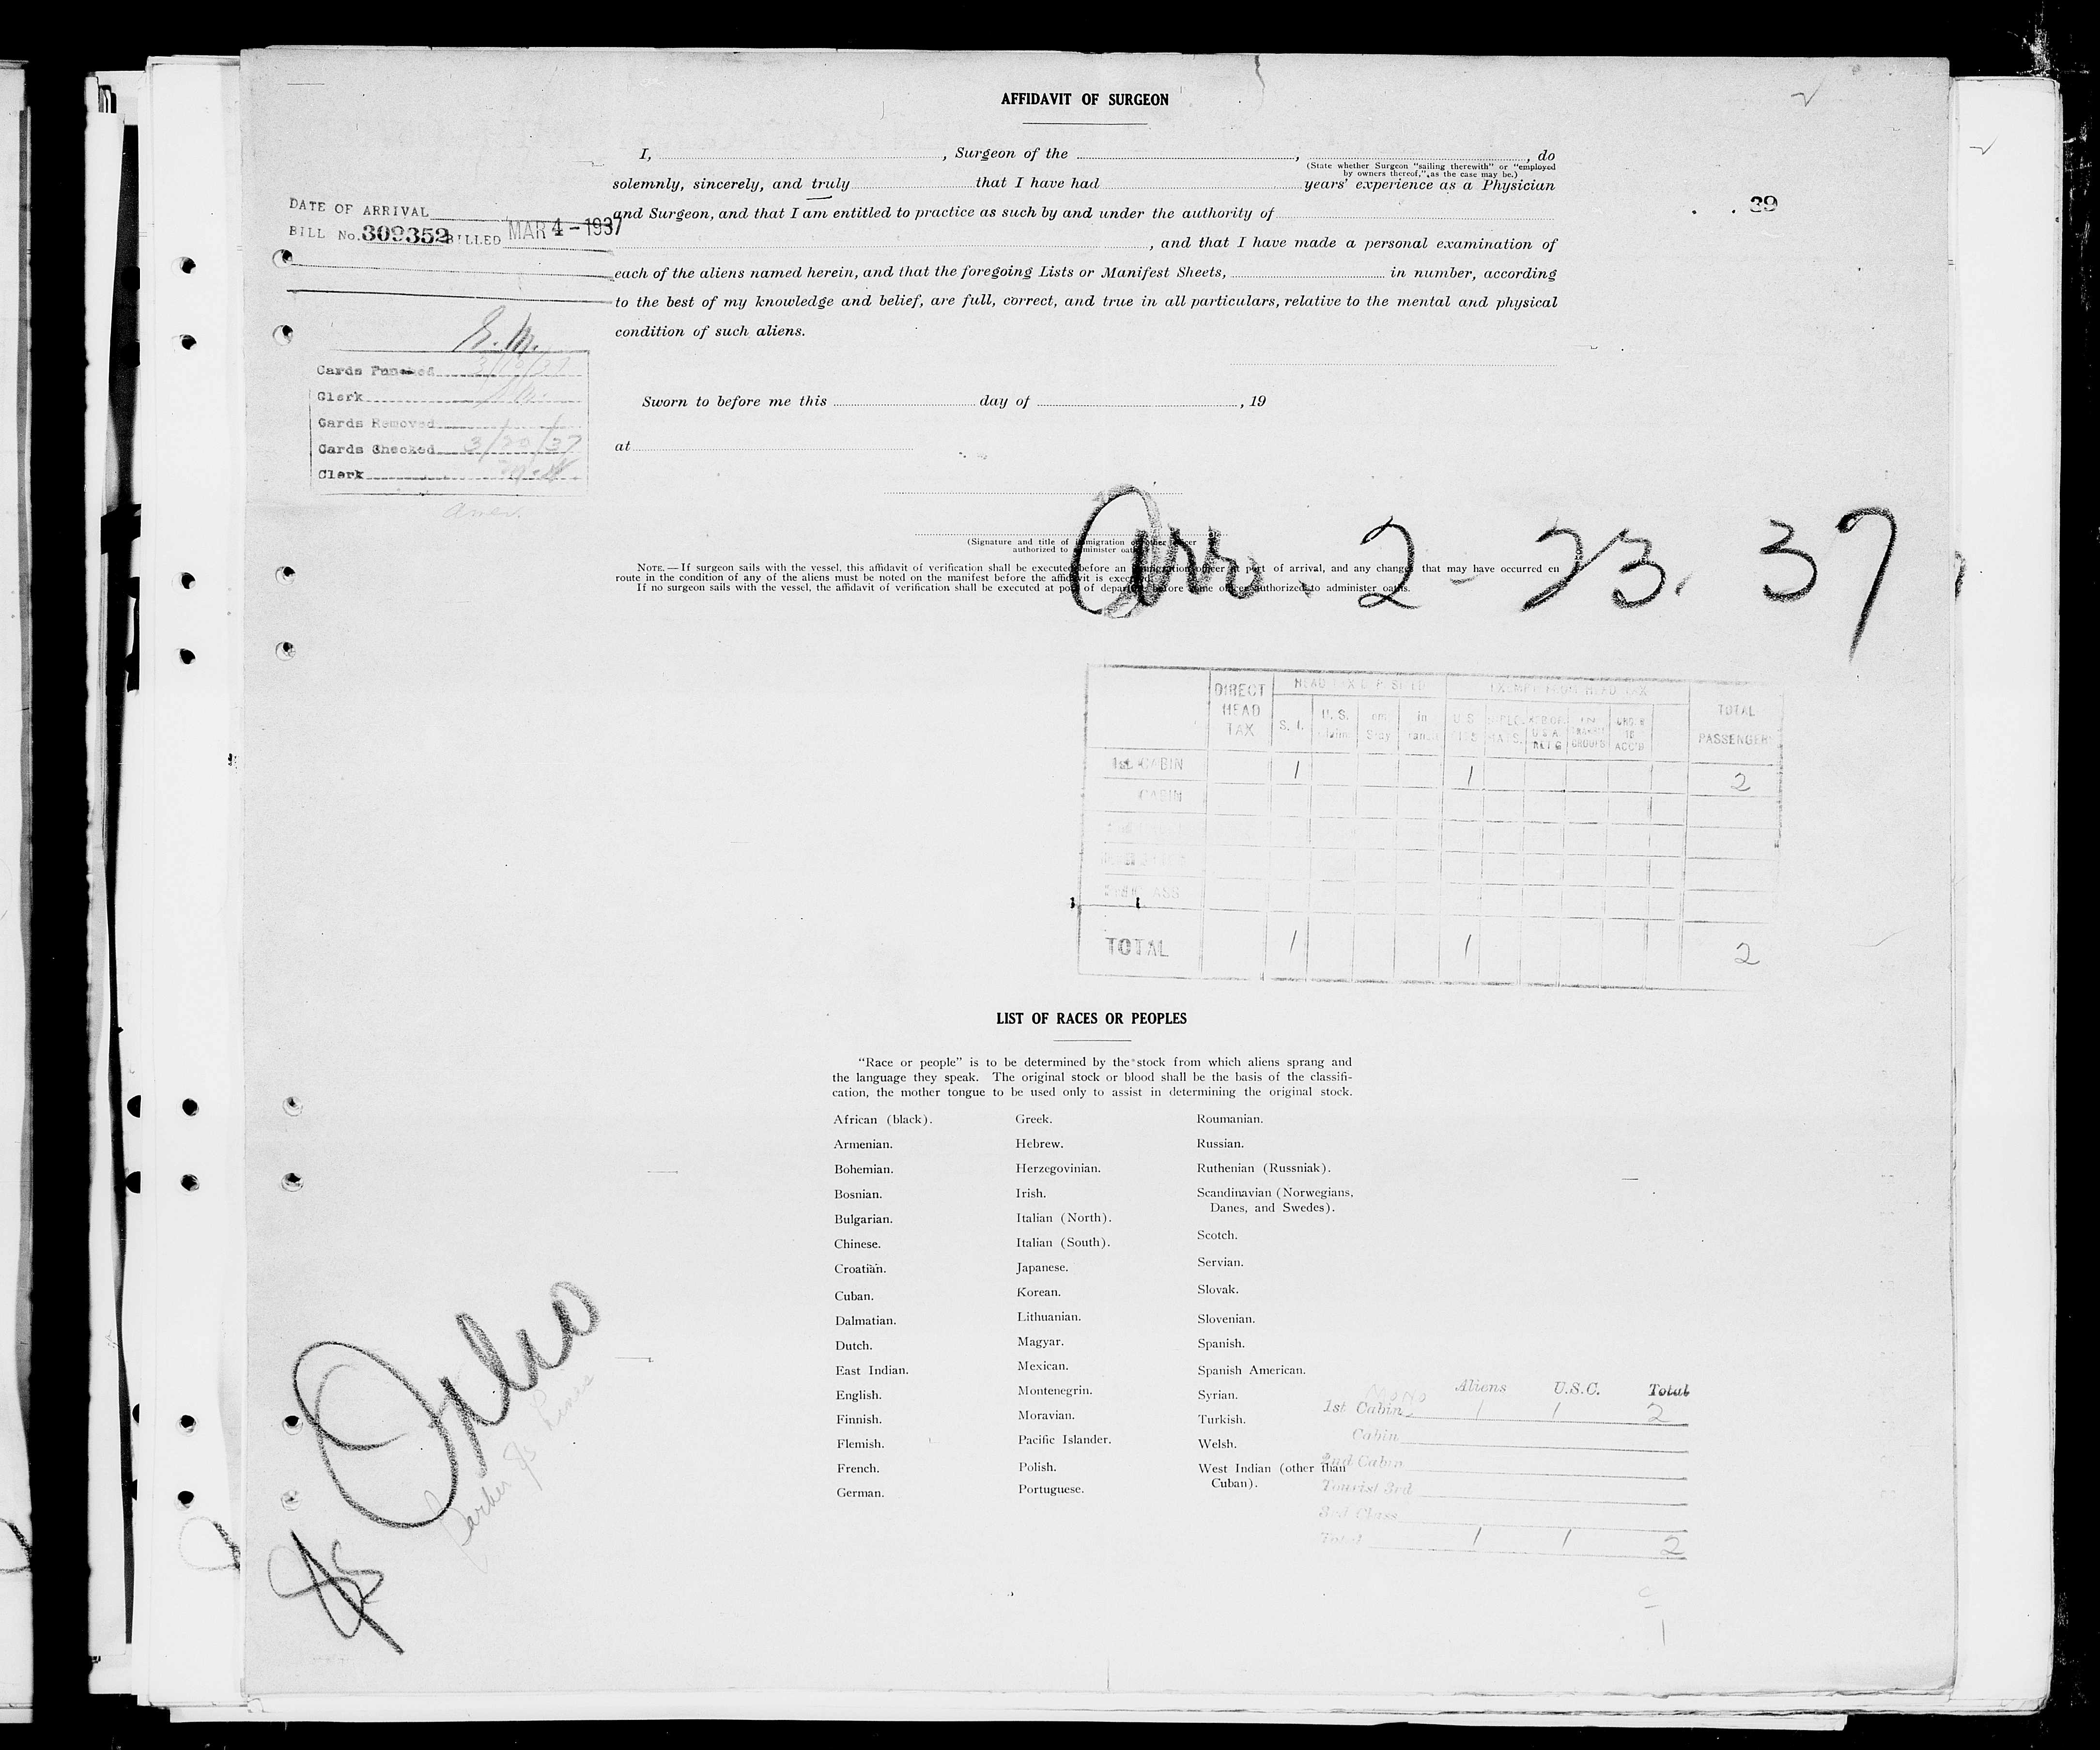 AFFIDAVIT OF SURGEON
I, , Surgeon of the , , do
(State whether Surgeon "sailing therewith" or "employed
by owners thereof," as the case may be.)
solemnly, sincerely, and truly that I have had years' experience as a Physician
and Surgeon, and that I am entitled to practice as such by and under the authority of
, and that I have made a personal examination of
each of the aliens named herein, and that the foregoing Lists or Manifest Sheets, in number, according
to the best of my knowledge and belief, are full, correct, and true in all particulars, relative to the mental and physical
condition of such aliens.
DATE OF ARRIVAL
BILL No. 309352 BILLED MAR 4 - 1937
39
Cards Punched
Clerk
Cards Removed
Cards Checked 3/20/37
Clerk
Sworn to before me this day of , 19
at
(Signature and title of immigration or other officer
authorized to administer oaths)
Arr. 2-23.37
NOTE.—If surgeon sails with the vessel, this affidavit of verification shall be executed before an immigration officer at port of arrival, and any changes that may have occurred en
route in the condition of any of the aliens must be noted on the manifest before the affidavit is executed.
If no surgeon sails with the vessel, the affidavit of verification shall be executed at port of departure before some officer authorized to administer oaths.
DIRECT HEAD TAX
S. I.
U. S.
TOTAL PASSENGERS
1st CABIN 1 1 2
CABIN
TOTAL 1 1 2
LIST OF RACES OR PEOPLES
"Race or people" is to be determined by the stock from which aliens sprang and
the language they speak. The original stock or blood shall be the basis of the classifi-
cation, the mother tongue to be used only to assist in determining the original stock.
African (black).
Armenian.
Bohemian.
Bosnian.
Bulgarian.
Chinese.
Croatian.
Cuban.
Dalmatian.
Dutch.
East Indian.
English.
Finnish.
Flemish.
French.
German.
Greek.
Hebrew.
Herzegovinian.
Irish.
Italian (North).
Italian (South).
Japanese.
Korean.
Lithuanian.
Magyar.
Mexican.
Montenegrin.
Moravian.
Pacific Islander.
Polish.
Portuguese.
Roumanian.
Russian.
Ruthenian (Russniak).
Scandinavian (Norwegians,
Danes, and Swedes).
Scotch.
Servian.
Slovak.
Slovenian.
Spanish.
Spanish American.
Syrian.
Turkish.
Welsh.
West Indian (other than
Cuban).
Aliens U.S.C. Total
1st Cabin 1 1 2
Cabin
2nd Cabin
Tourist 3rd
3rd Class
Total 1 1 2